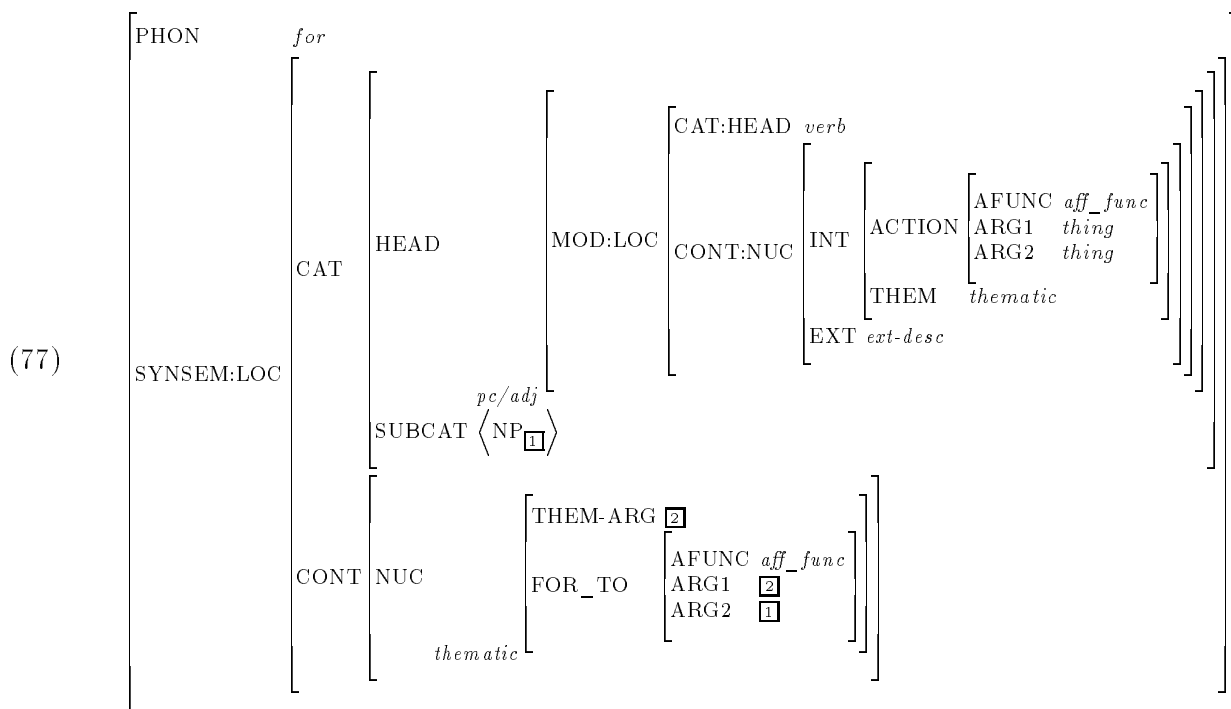 PHON for
CAT:HEAD verb
AFUNC aff_func
ARG1 thing
ARG2 thing
INT ACTION
HEAD MOD:LOC CONT:NUC
CAT
THEM thematic
EXT ext-desc
(77) SYNSEM:LOC
pc/adj
SUBCAT ⟨NP1⟩
THEM-ARG 2
AFUNC aff_func
CONT NUC FOR_TO ARG1 2
ARG2 1
thematic